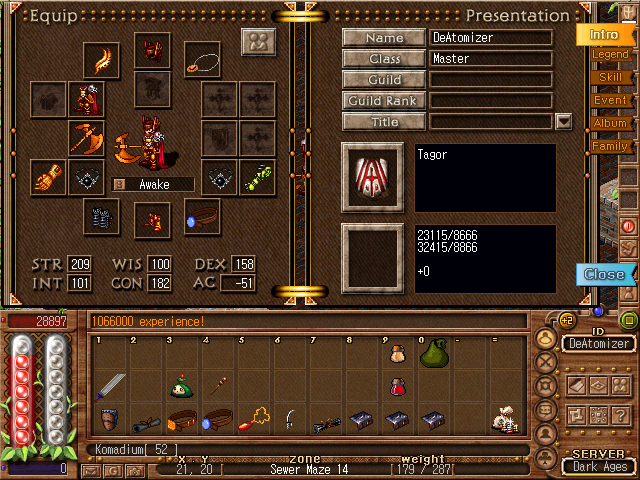 Equip
Presentation
Name DeAtomizer
Class Master
Guild
Guild Rank
Title
Intro
Legend
Skill
Event
Album
Family
Tagor
B Awake
23115/8666
32415/8866
+0
STR 209 WIS 100 DEX 158
INT 101 CON 182 AC -51
Close
28897
1066000 experience!
+2
ID
DeAtomizer
1 2 3 4 5 6 7 8 9 0 - =
Komadium[ 52 ]
x y zone weight
0
21, 20 [ Sewer Maze 14 [179 / 287[
SERVER
Dark Ages